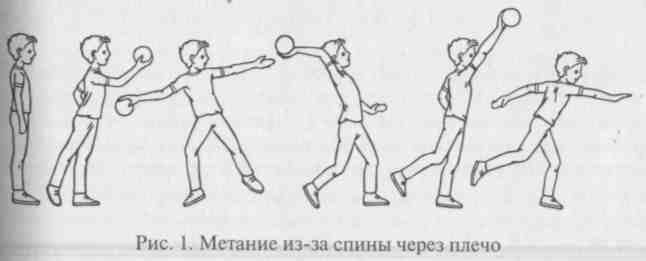 Рис. 1. Метание из-за спины через плечо